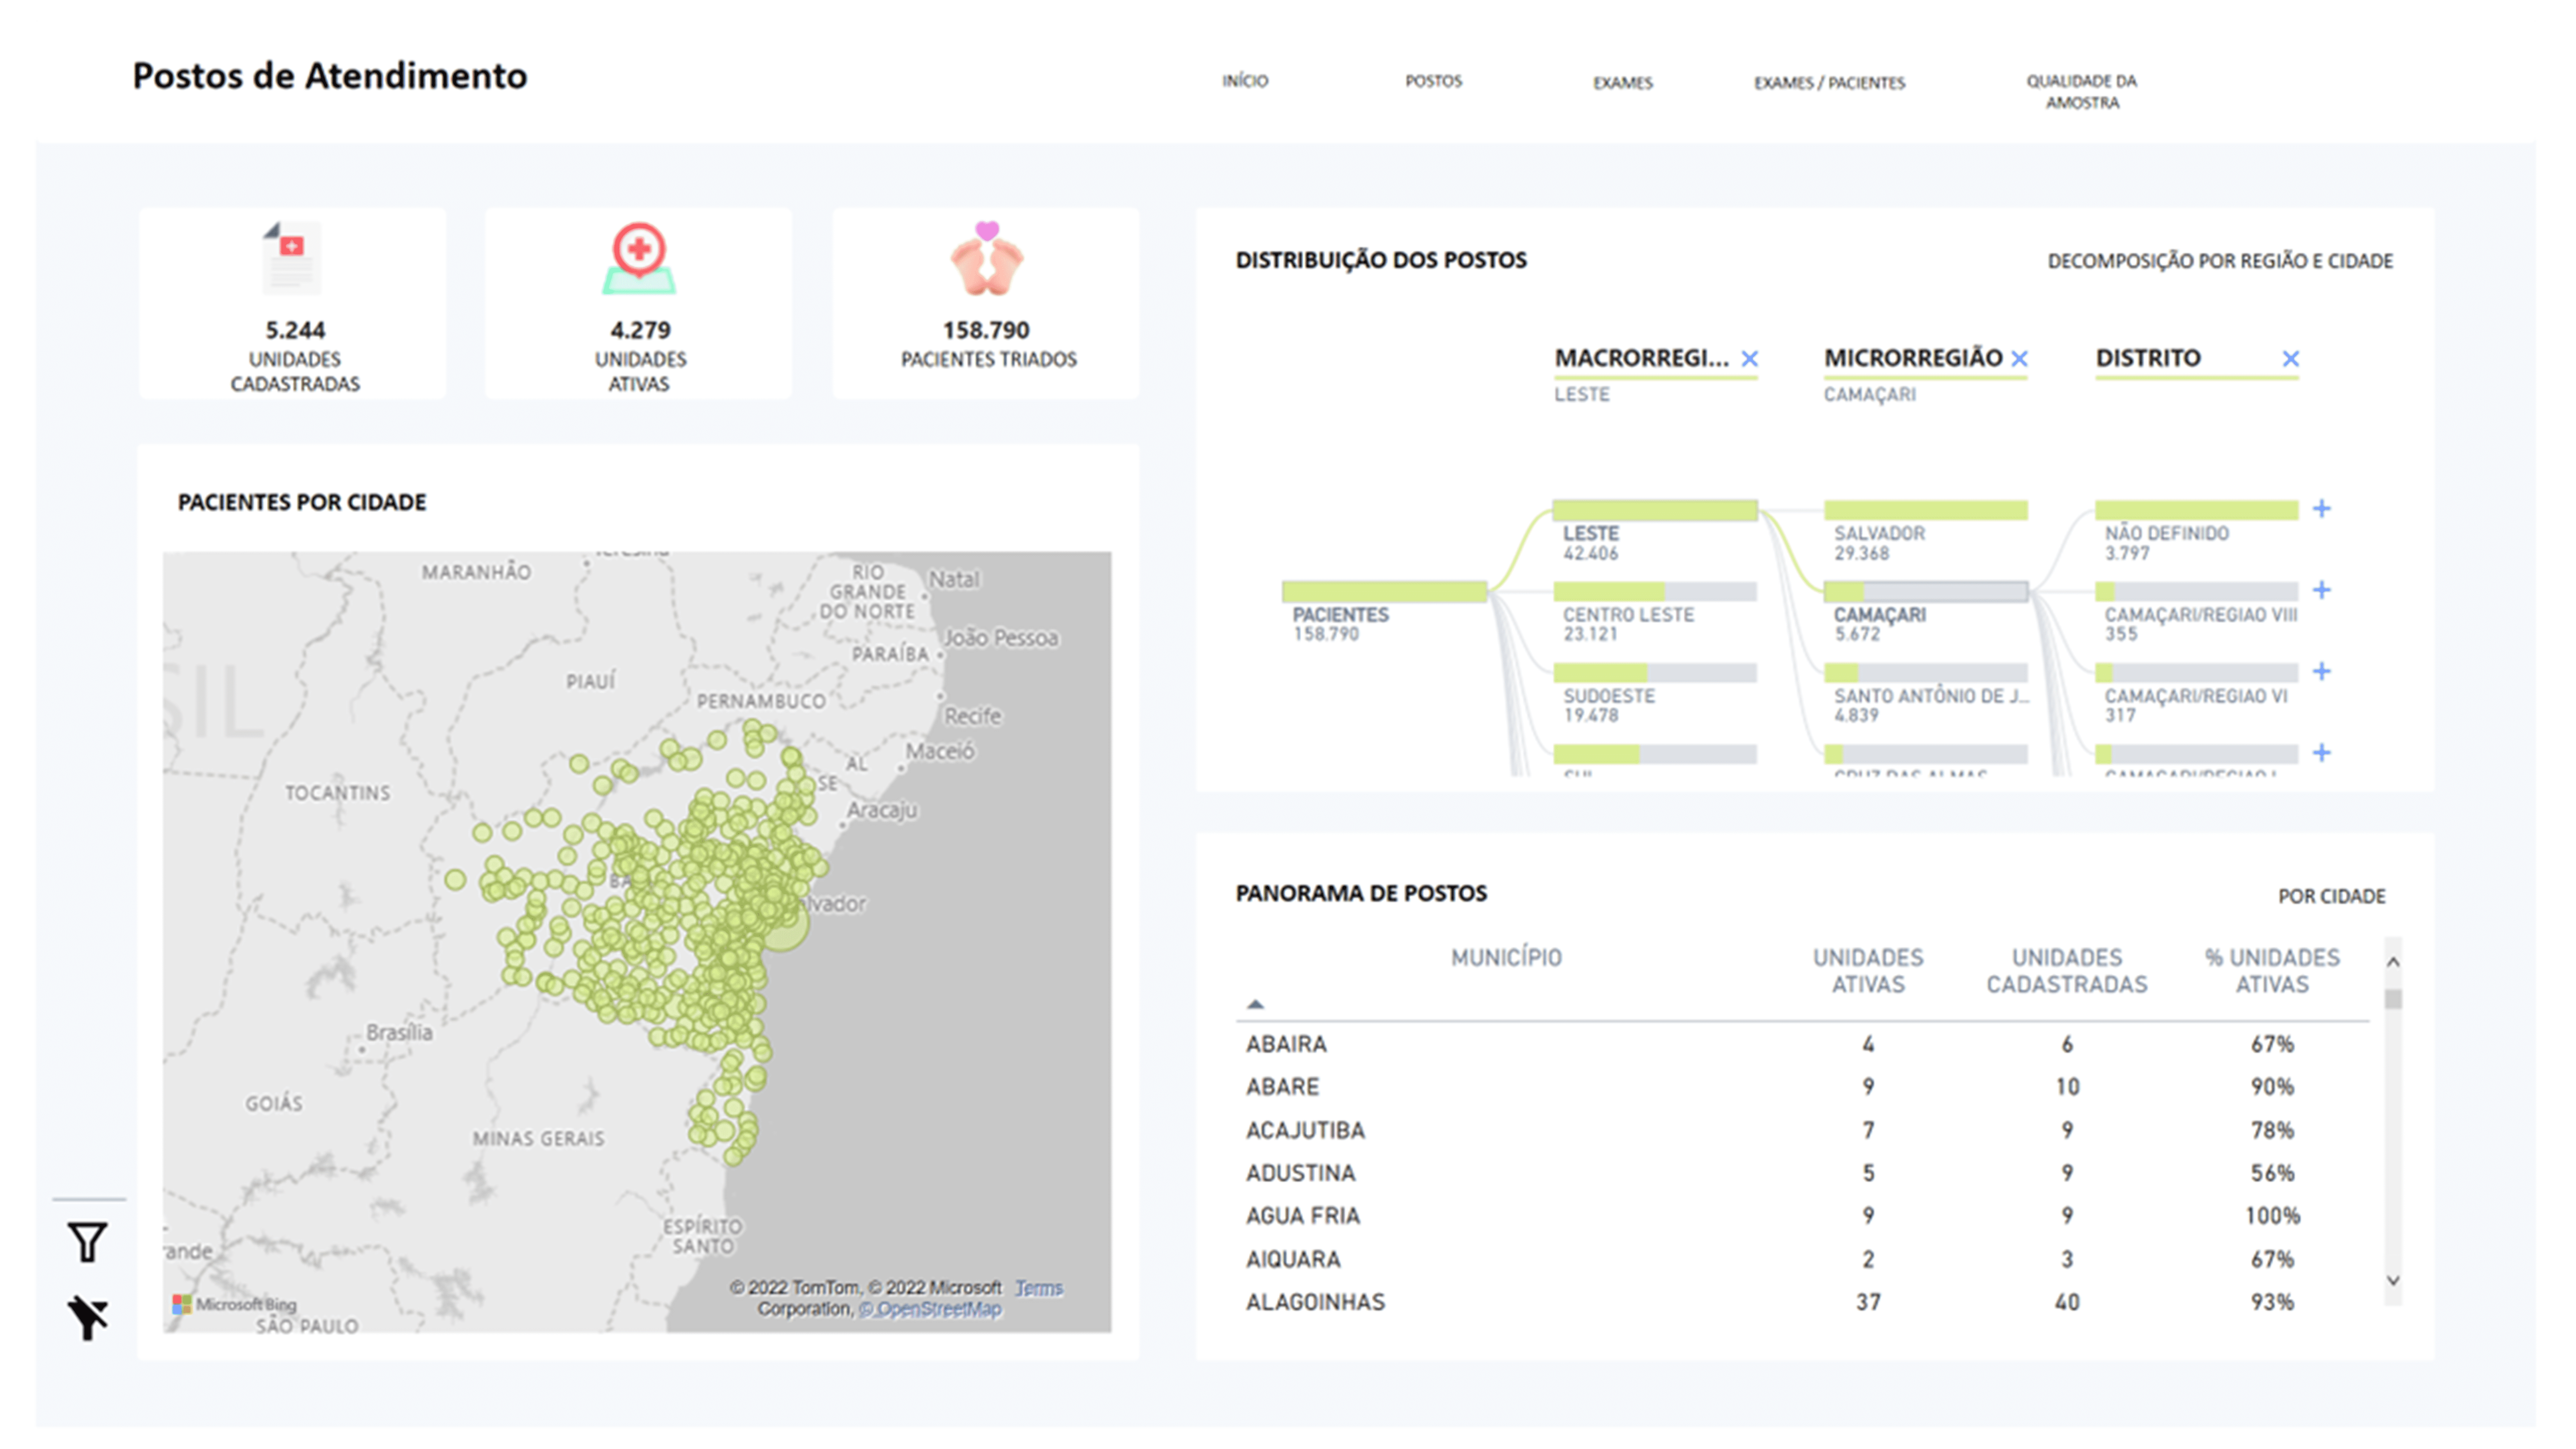 Postos de Atendimento
INÍCIO
POSTOS
EXAMES
EXAMES / PACIENTES
QUALIDADE DA
AMOSTRA
5.244
UNIDADES
CADASTRADAS
4.279
UNIDADES
ATIVAS
158.790
PACIENTES TRIADOS
PACIENTES POR CIDADE
MARANHÃO
RIO
GRANDE
DO NORTE
Natal
João Pessoa
PARAÍBA
PIAUÍ
PERNAMBUCO
Recife
Maceió
AL
SE
Aracaju
TOCANTINS
SIL
BA
lvador
Brasília
GOIÁS
MINAS GERAIS
ESPÍRITO
SANTO
rande
© 2022 TomTom, © 2022 Microsoft Terms
Corporation, © OpenStreetMap
Microsoft Bing
SÃO PAULO
DISTRIBUIÇÃO DOS POSTOS
DECOMPOSIÇÃO POR REGIÃO E CIDADE
MACRORREGI...
LESTE
MICRORREGIÃO
CAMAÇARI
DISTRITO
PACIENTES
158.790
LESTE
42.406
CENTRO LESTE
23.121
SUDOESTE
19.478
SALVADOR
29.368
CAMAÇARI
5.672
SANTO ANTÔNIO DE J...
4.839
NÃO DEFINIDO
3.797
CAMAÇARI/REGIAO VIII
355
CAMAÇARI/REGIAO VI
317
PANORAMA DE POSTOS
POR CIDADE
MUNICÍPIO
UNIDADES
ATIVAS
UNIDADES
CADASTRADAS
% UNIDADES
ATIVAS
ABAIRA 4 6 67%
ABARE 9 10 90%
ACAJUTIBA 7 9 78%
ADUSTINA 5 9 56%
AGUA FRIA 9 9 100%
AIQUARA 2 3 67%
ALAGOINHAS 37 40 93%